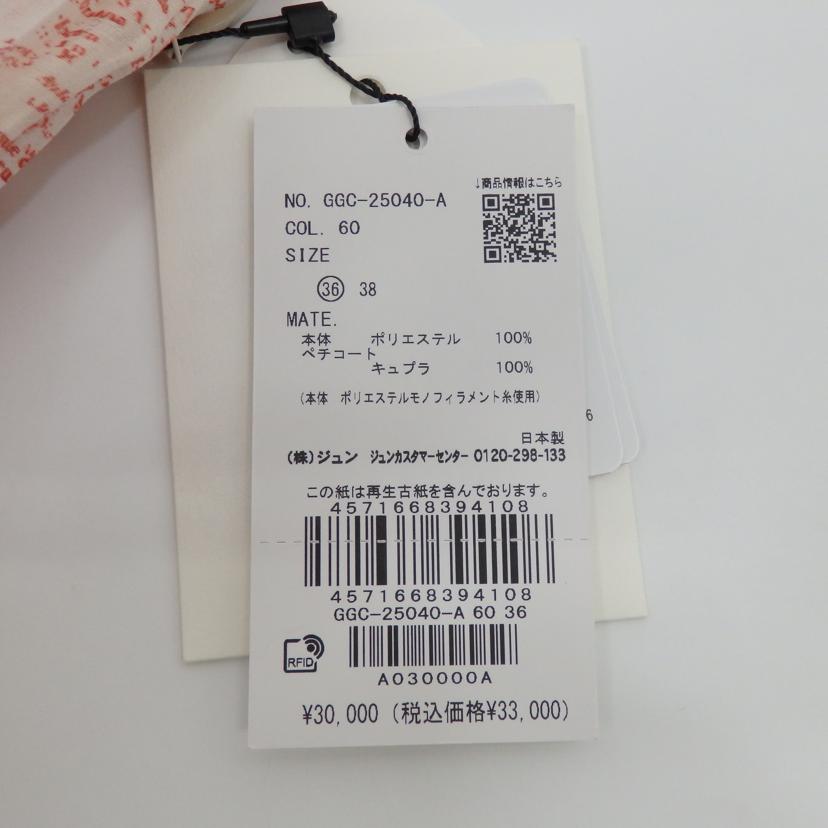 NO. GGC-25040-A
↓商品情報はこちら
COL. 60
SIZE
36 38
MATE.
本体 ポリエステル 100%
ペチコート
キュプラ 100%
(本体 ポリエステルモノフィラメント糸使用)
6
日本製
(株)ジュン ジュンカスタマーセンター 0120-298-133
この紙は再生古紙を含んでおります。
4571668394108
4571668394108
GGC-25040-A 60 36
RFID
A030000A
¥30,000 (税込価格¥33,000)